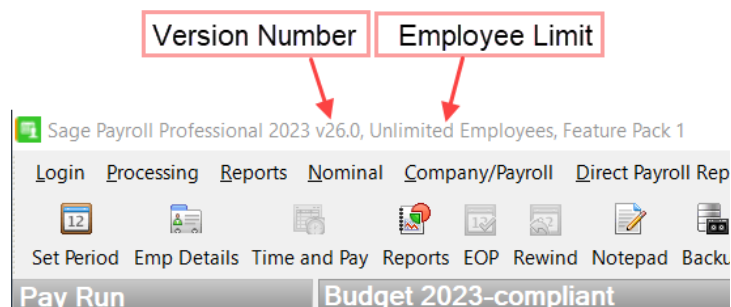 Version Number Employee Limit
Sage Payroll Professional 2023 v26.0, Unlimited Employees, Feature Pack 1
Login Processing Reports Nominal Company/Payroll Direct Payroll Rep
12 12
Set Period Emp Details Time and Pay Reports EOP Rewind Notepad Backu
Pay Run Budget 2023-compliant